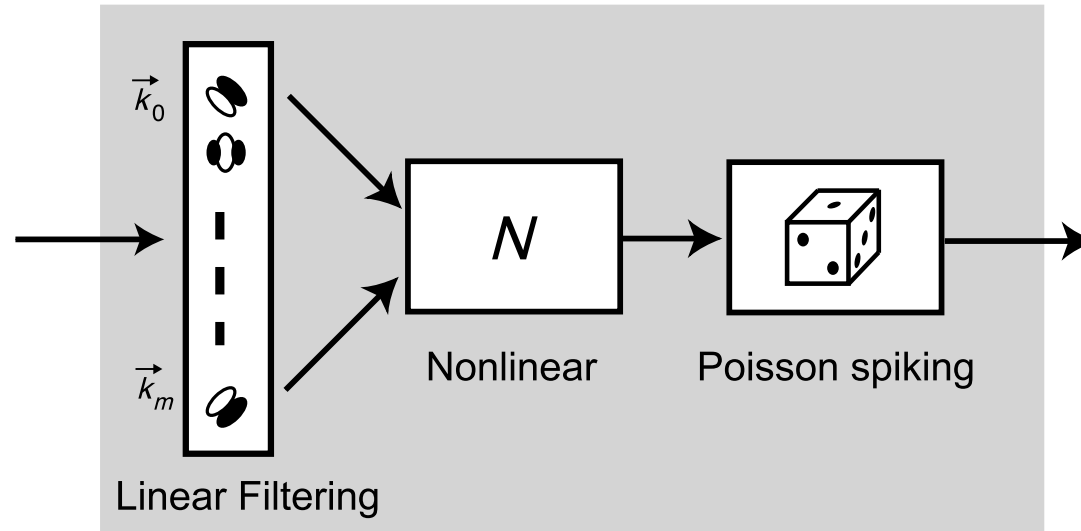 k⃗0
N
k⃗m
Nonlinear
Poisson spiking
Linear Filtering